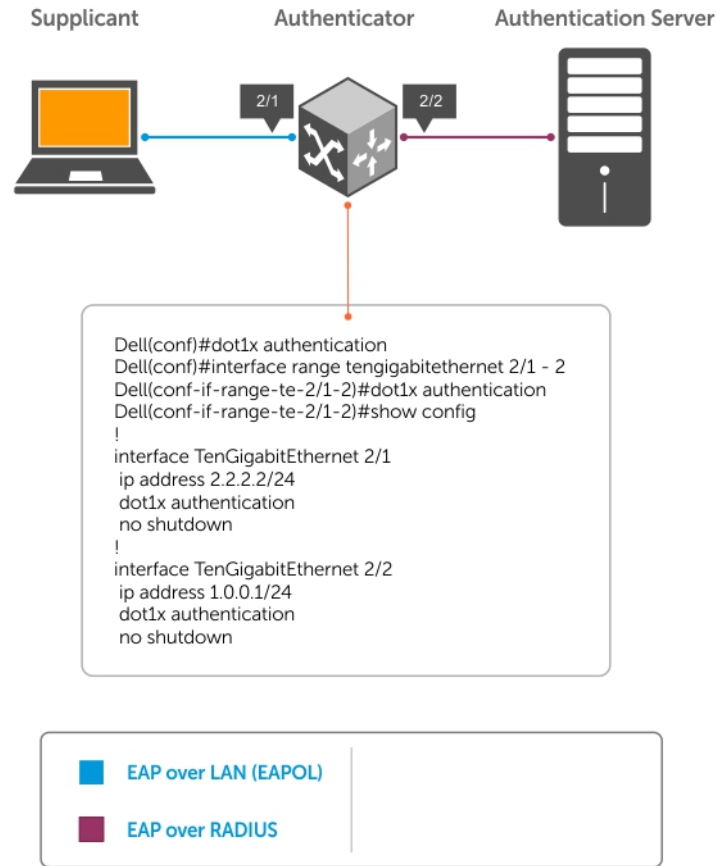 Supplicant
Authenticator
Authentication Server
2/1
2/2
Dell(conf)#dot1x authentication
Dell(conf)#interface range tengigabitethernet 2/1 - 2
Dell(conf-if-range-te-2/1-2)#dot1x authentication
Dell(conf-if-range-te-2/1-2)#show config
!
interface TenGigabitEthernet 2/1
ip address 2.2.2.2/24
dot1x authentication
no shutdown
!
interface TenGigabitEthernet 2/2
ip address 1.0.0.1/24
dot1x authentication
no shutdown
EAP over LAN (EAPOL)
EAP over RADIUS